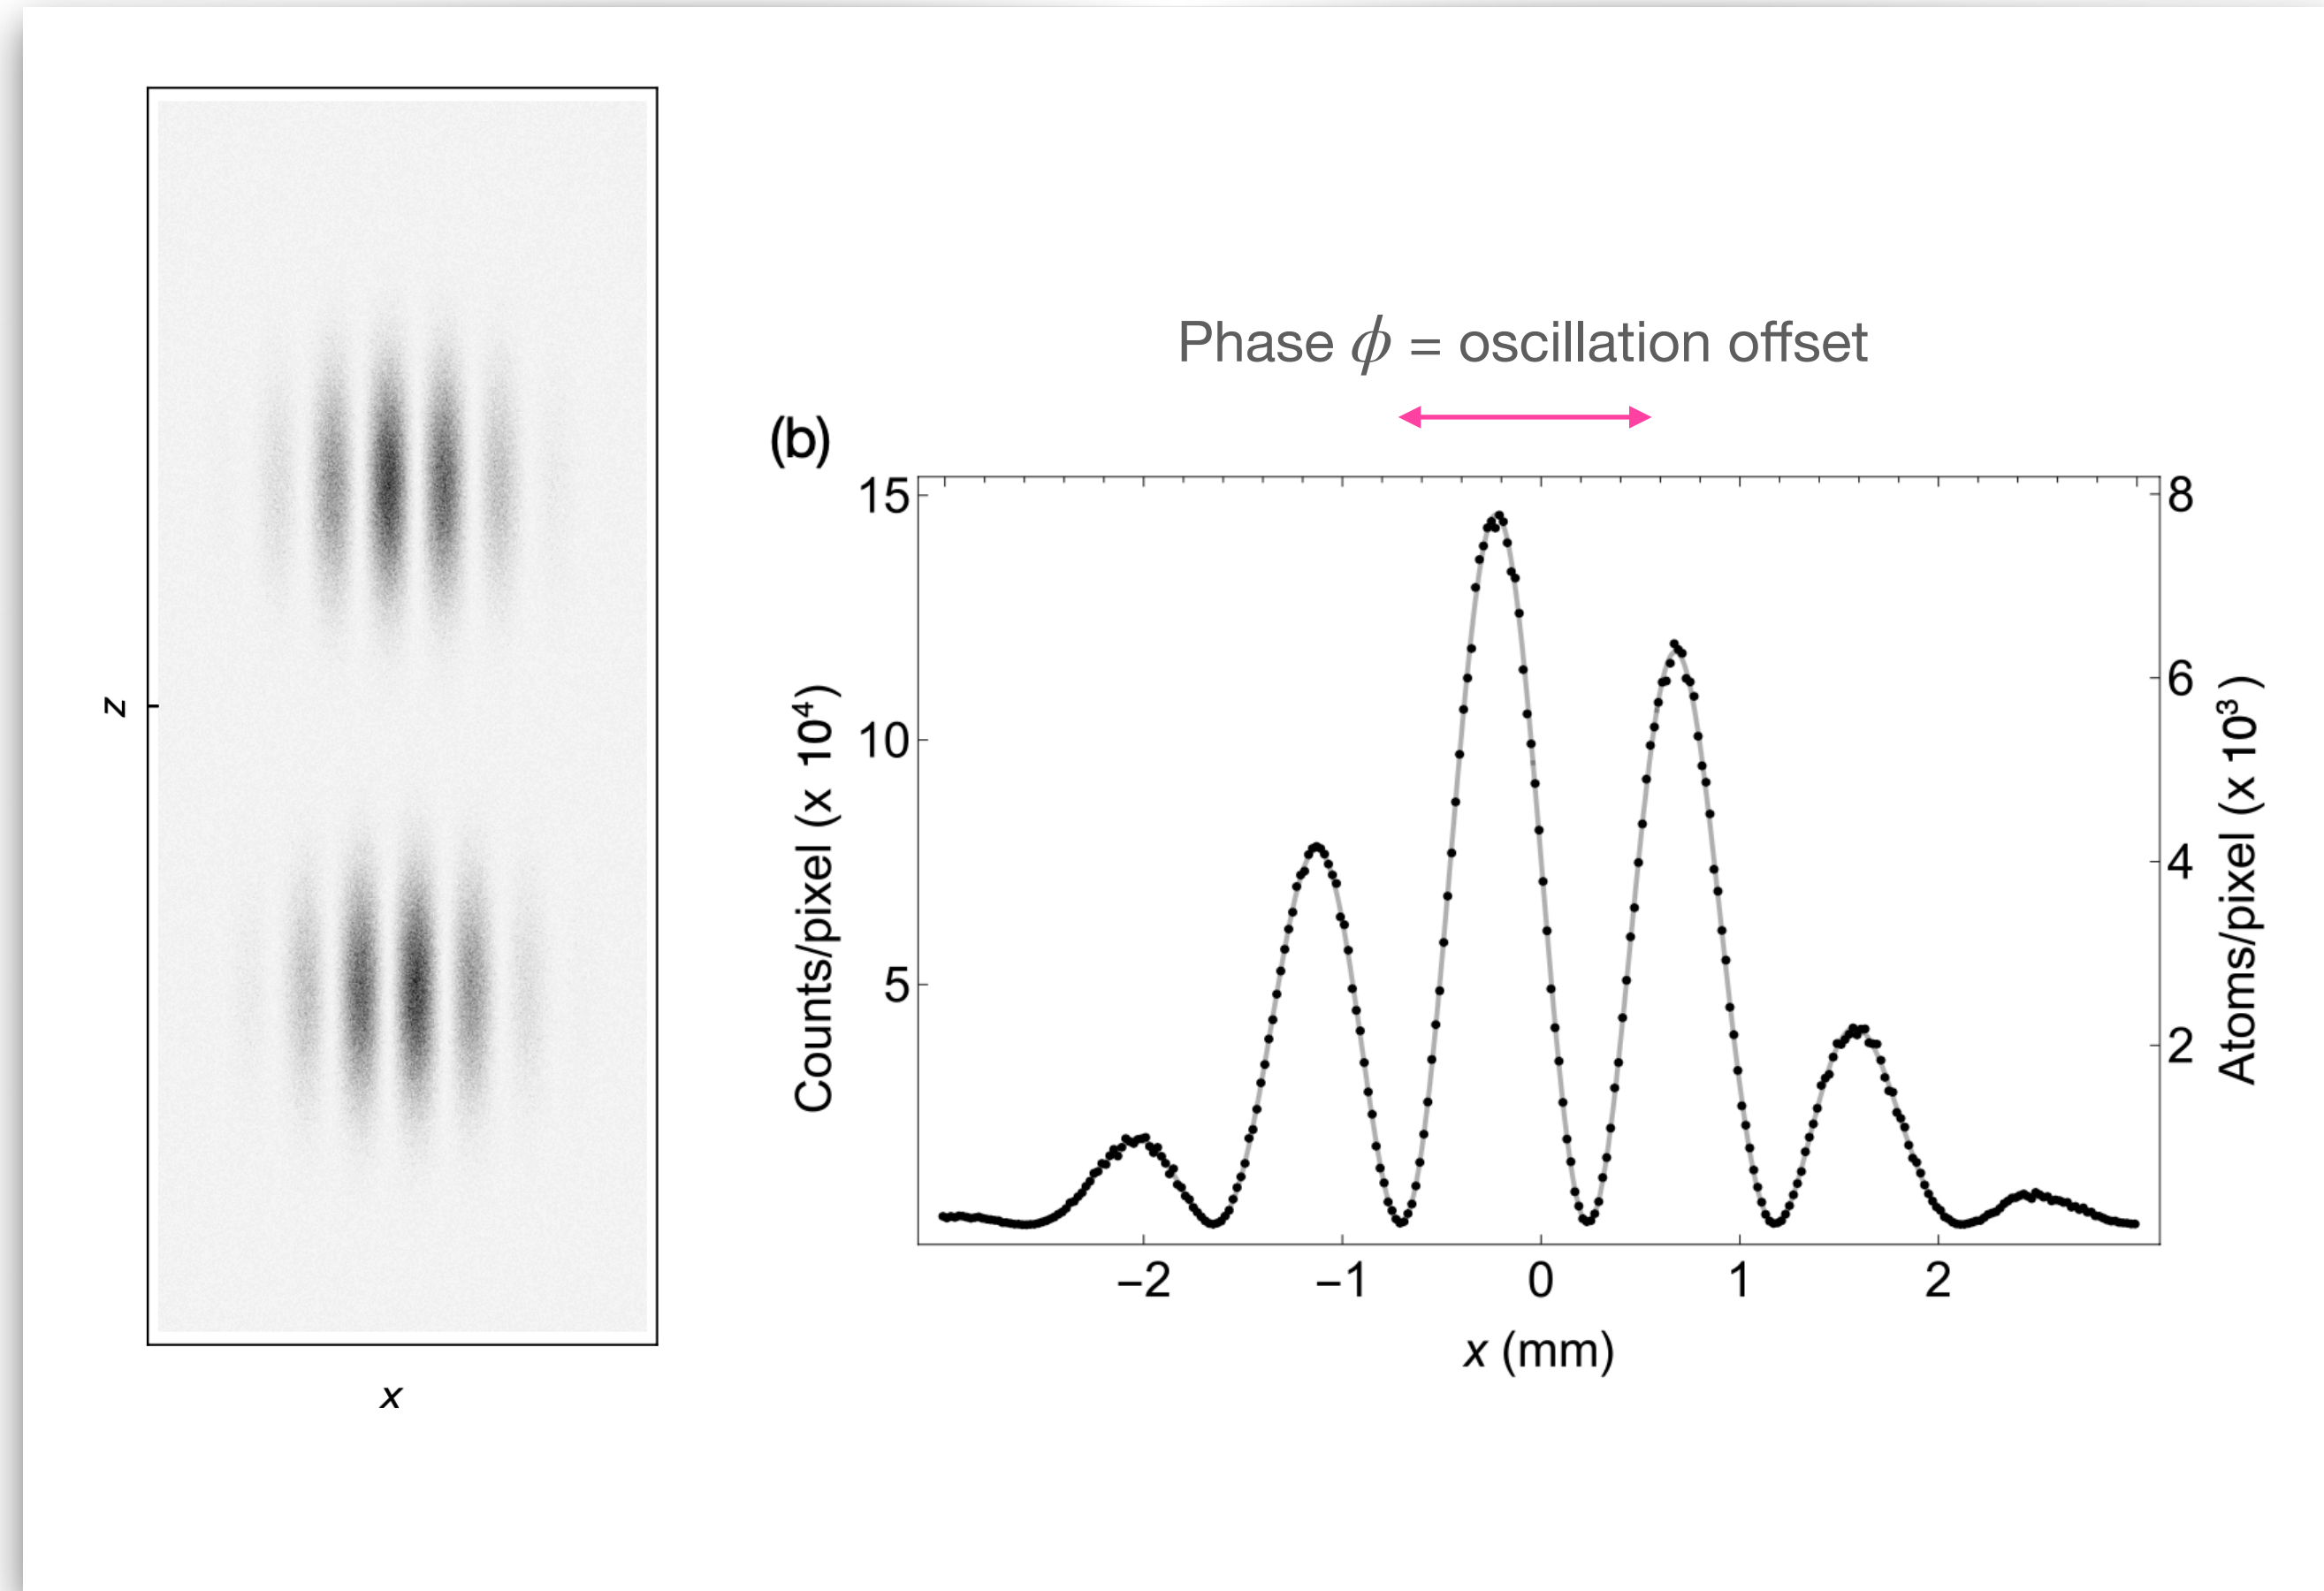 z
x
Phase ϕ = oscillation offset
(b)
15
10
5
Counts/pixel (x 10⁴)
8
6
4
2
Atoms/pixel (x 10³)
−2 −1 0 1 2
x (mm)